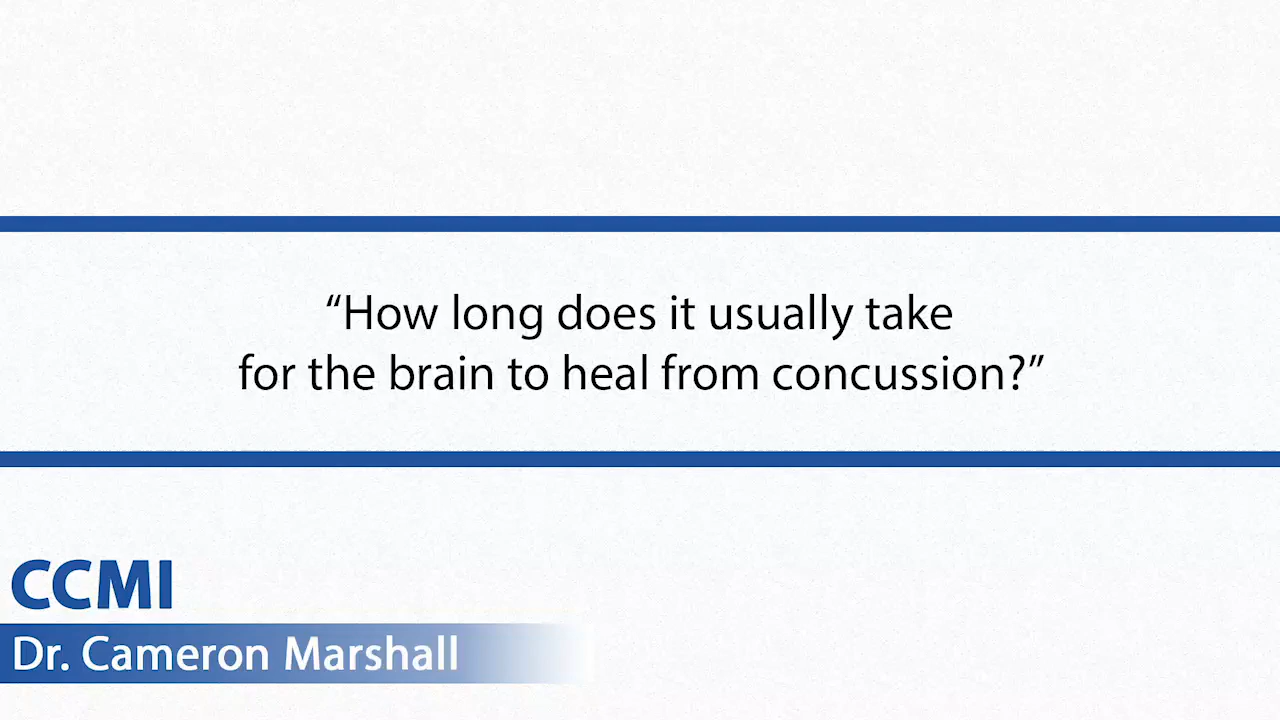 “How long does it usually take
for the brain to heal from concussion?”
CCMI
Dr. Cameron Marshall